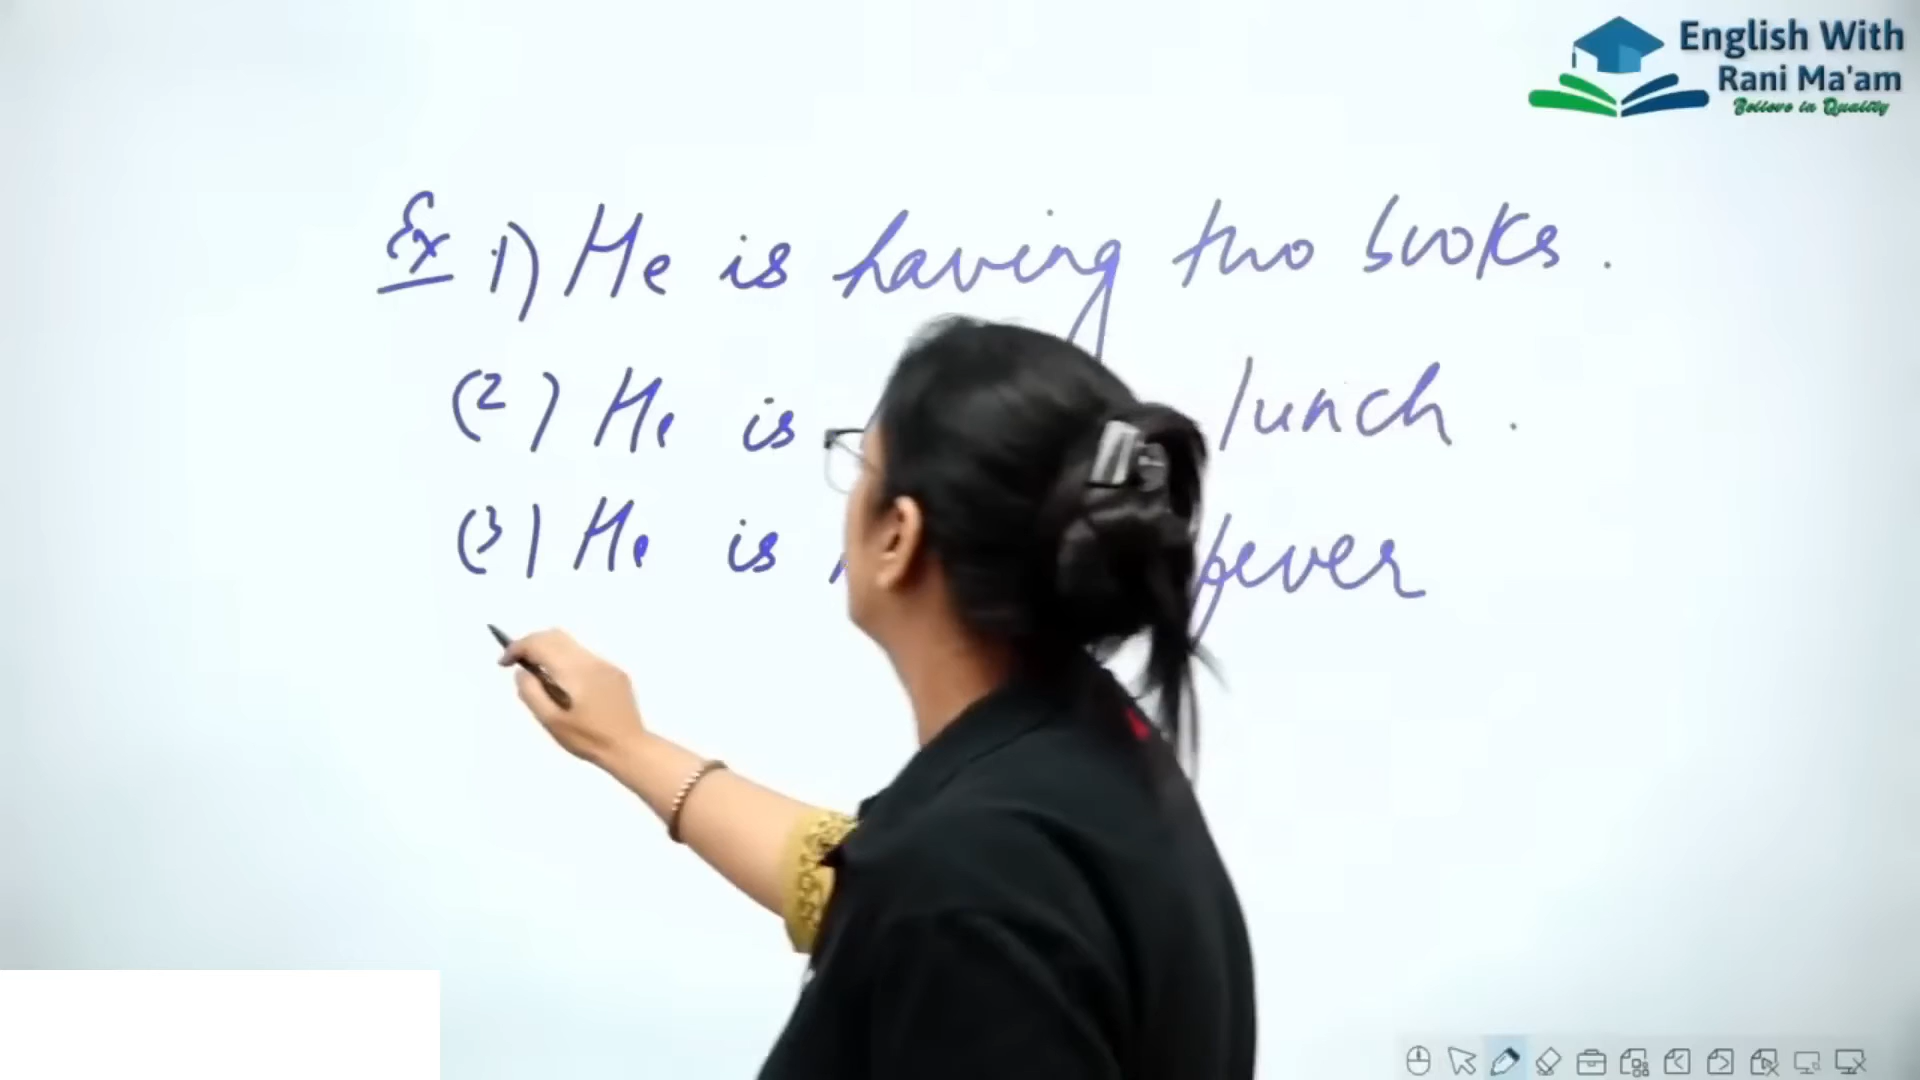 English With
Rani Ma'am
Believe in Quality
Ex 1) He is having two books.
(2) He is lunch.
(3) He is fever